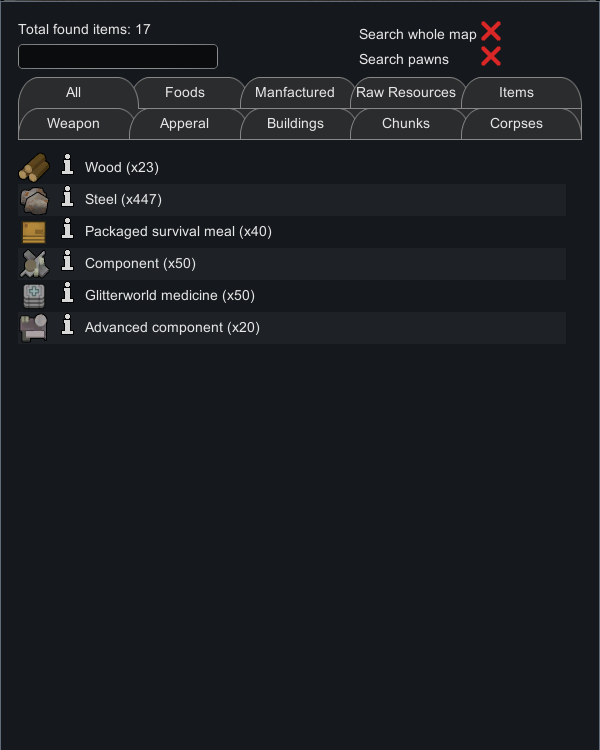 Total found items: 17
Search whole map
Search pawns
All Foods Manfactured Raw Resources Items
Weapon Apperal Buildings Chunks Corpses
Wood (x23)
Steel (x447)
Packaged survival meal (x40)
Component (x50)
Glitterworld medicine (x50)
Advanced component (x20)